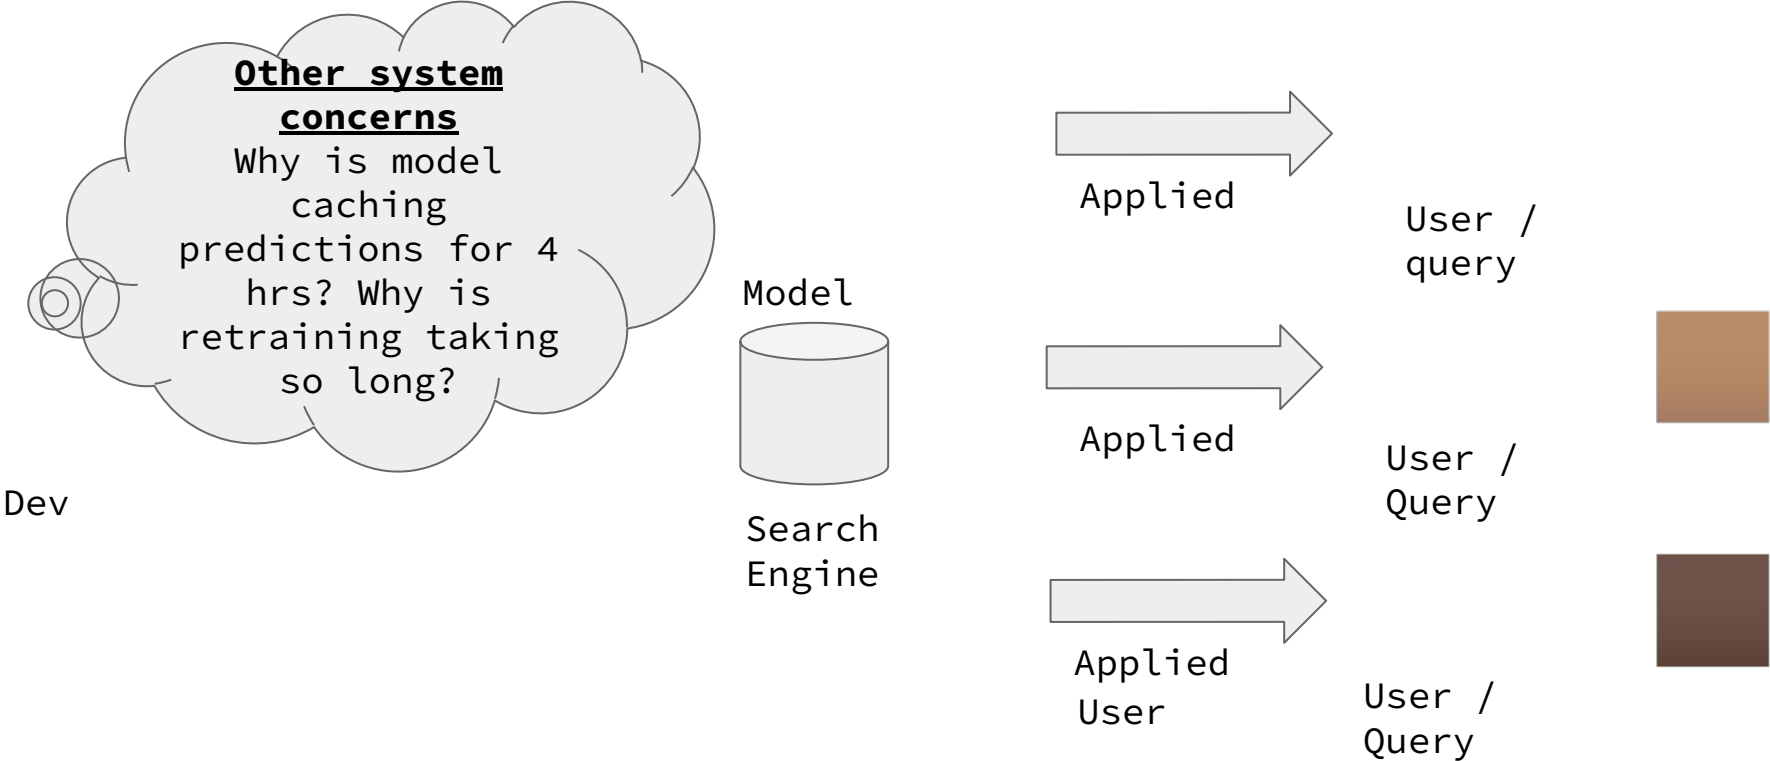 Other system
concerns
Why is model
caching
predictions for 4
hrs? Why is
retraining taking
so long?
Dev
Model
Search
Engine
Applied
User /
query
Applied
User /
Query
Applied
User
User /
Query